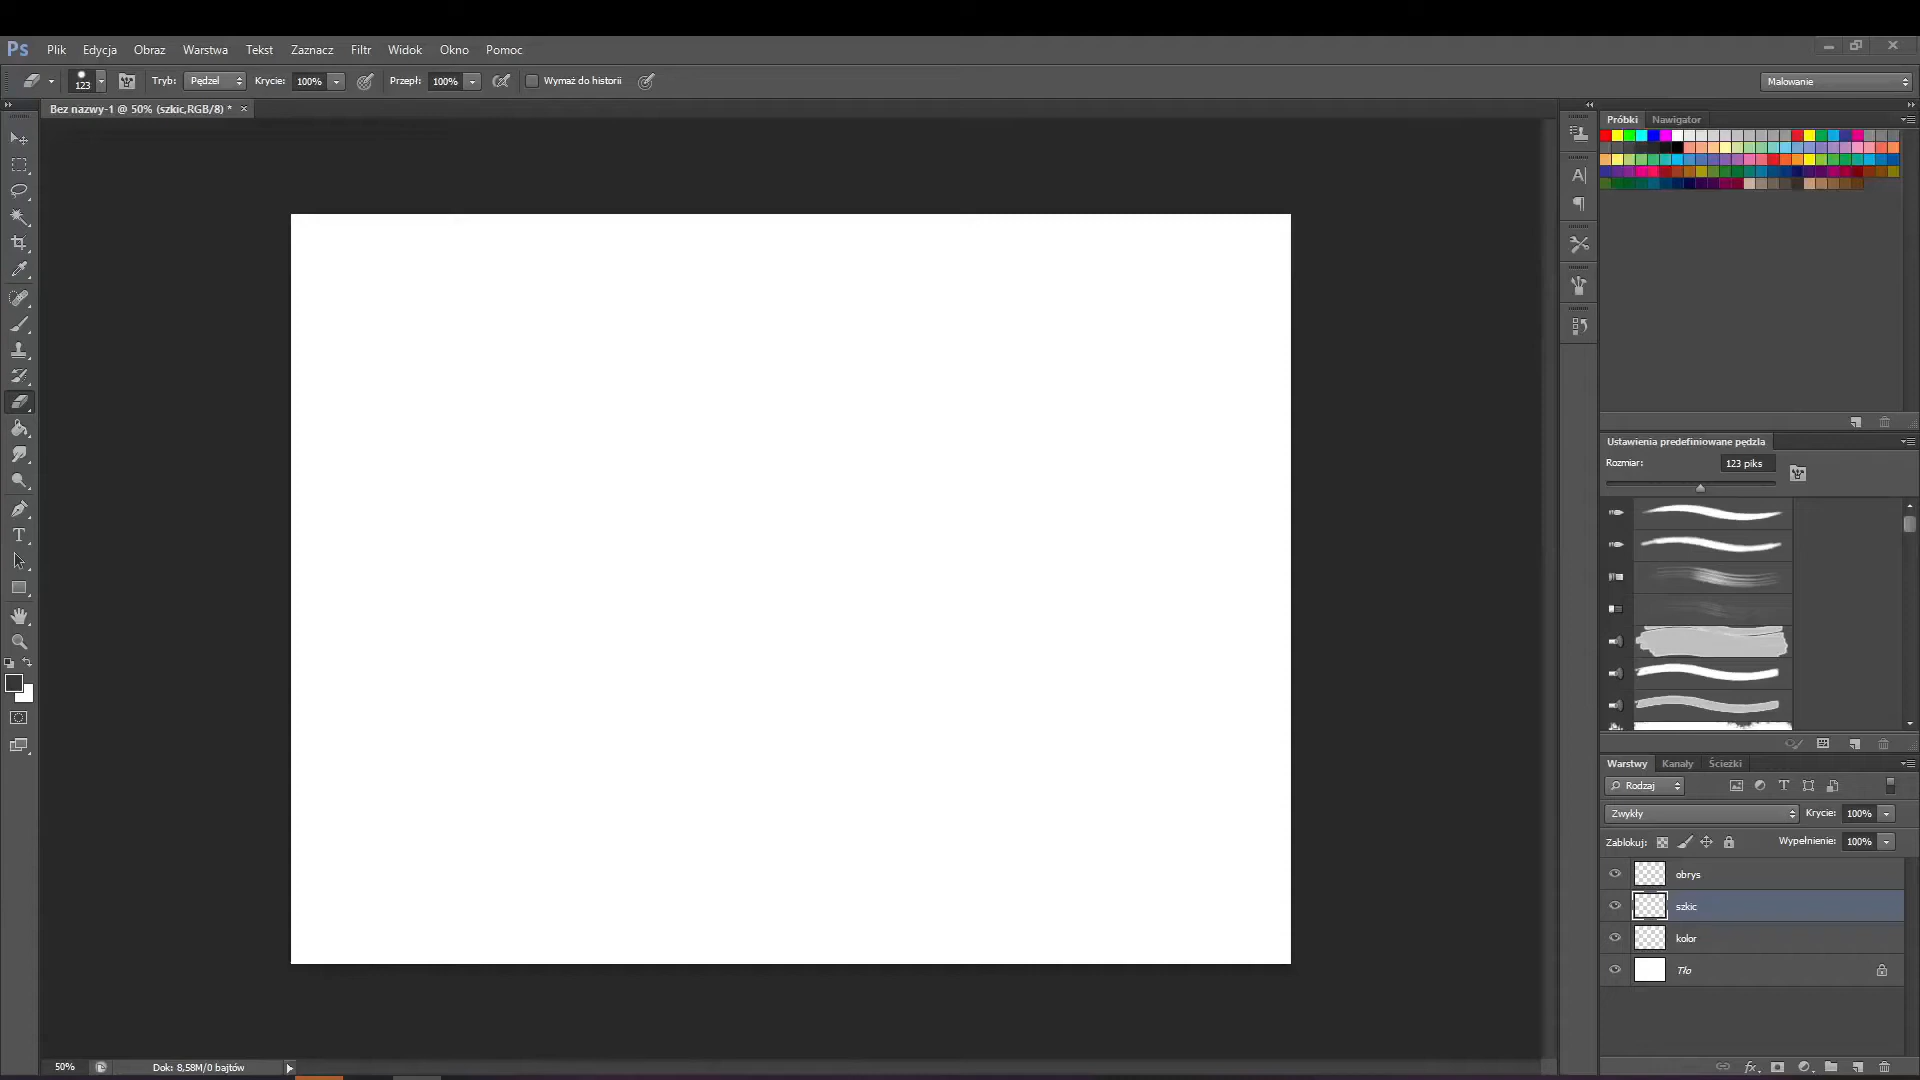 Ps Plik Edycja Obraz Warstwa Tekst Zaznacz Filtr Widok Okno Pomoc
123 Tryb: Pędzel Krycie: 100% Przepł: 100% Wymaż do historii Malowanie
Bez nazwy-1 @ 50% (szkic,RGB/8) * ×
Próbki Nawigator
Ustawienia predefiniowane pędzla
Rozmiar: 123 piks
Warstwy Kanały Ścieżki
Rodzaj
Zwykły Krycie: 100%
Zablokuj: Wypełnienie: 100%
obrys
szkic
kolor
Tło
50% Dok: 8,58M/0 bajtów
fx